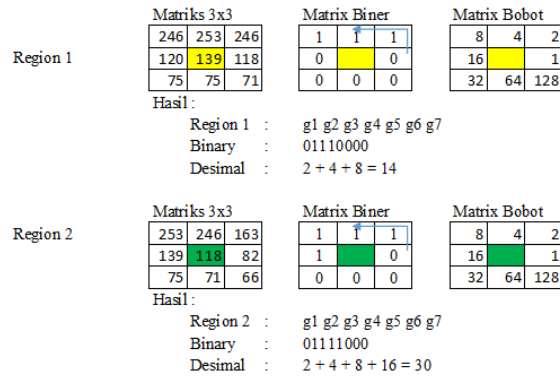 Matriks 3x3 Matrix Biner Matrix Bobot
246 253 246 1 1 1 8 4 2
Region 1 120 139 118 0 0 16 1
75 75 71 0 0 0 32 64 128
Hasil :
Region 1 : g1 g2 g3 g4 g5 g6 g7
Binary : 01110000
Desimal : 2 + 4 + 8 = 14
Matriks 3x3 Matrix Biner Matrix Bobot
Region 2 253 246 163 1 1 1 8 4 2
139 118 82 1 0 16 1
75 71 66 0 0 0 32 64 128
Hasil :
Region 2 : g1 g2 g3 g4 g5 g6 g7
Binary : 01111000
Desimal : 2 + 4 + 8 + 16 = 30